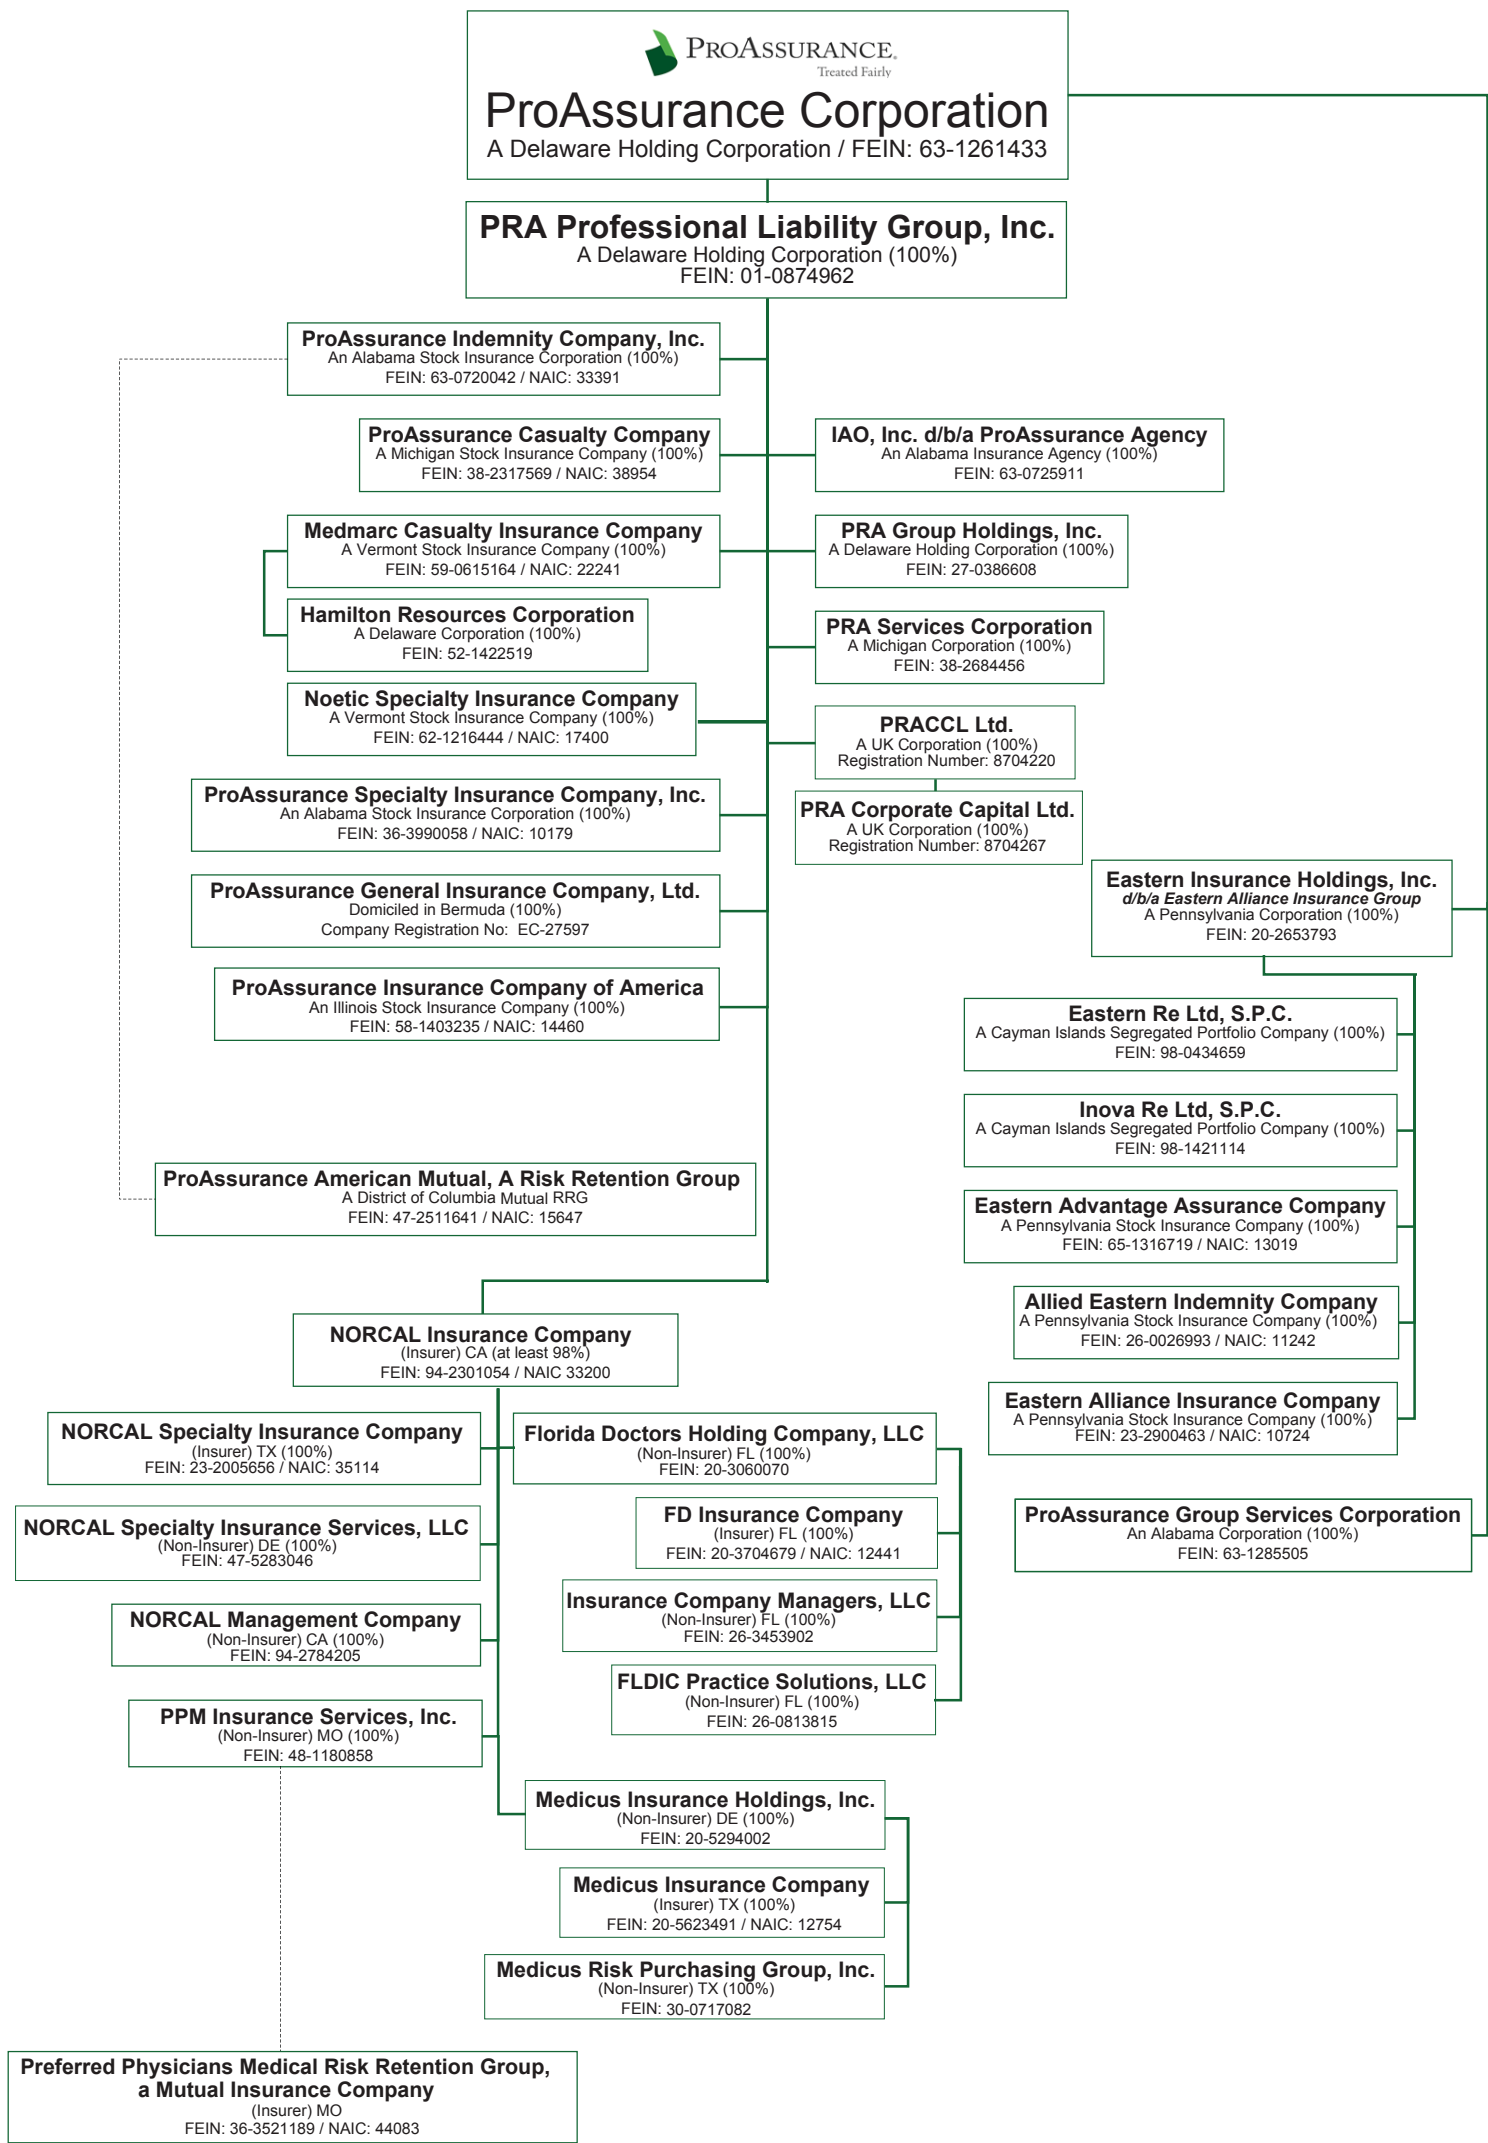 PROASSURANCE.
Treated Fairly
ProAssurance Corporation
A Delaware Holding Corporation / FEIN: 63-1261433
PRA Professional Liability Group, Inc.
A Delaware Holding Corporation (100%)
FEIN: 01-0874962
ProAssurance Indemnity Company, Inc.
An Alabama Stock Insurance Corporation (100%)
FEIN: 63-0720042 / NAIC: 33391
ProAssurance Casualty Company
A Michigan Stock Insurance Company (100%)
FEIN: 38-2317569 / NAIC: 38954
IAO, Inc. d/b/a ProAssurance Agency
An Alabama Insurance Agency (100%)
FEIN: 63-0725911
Medmarc Casualty Insurance Company
A Vermont Stock Insurance Company (100%)
FEIN: 59-0615164 / NAIC: 22241
PRA Group Holdings, Inc.
A Delaware Holding Corporation (100%)
FEIN: 27-0386608
Hamilton Resources Corporation
A Delaware Corporation (100%)
FEIN: 52-1422519
PRA Services Corporation
A Michigan Corporation (100%)
FEIN: 38-2684456
Noetic Specialty Insurance Company
A Vermont Stock Insurance Company (100%)
FEIN: 62-1216444 / NAIC: 17400
PRACCL Ltd.
A UK Corporation (100%)
Registration Number: 8704220
ProAssurance Specialty Insurance Company, Inc.
An Alabama Stock Insurance Corporation (100%)
FEIN: 36-3990058 / NAIC: 10179
PRA Corporate Capital Ltd.
A UK Corporation (100%)
Registration Number: 8704267
ProAssurance General Insurance Company, Ltd.
Domiciled in Bermuda (100%)
Company Registration No: EC-27597
Eastern Insurance Holdings, Inc.
d/b/a Eastern Alliance Insurance Group
A Pennsylvania Corporation (100%)
FEIN: 20-2653793
ProAssurance Insurance Company of America
An Illinois Stock Insurance Company (100%)
FEIN: 58-1403235 / NAIC: 14460
Eastern Re Ltd, S.P.C.
A Cayman Islands Segregated Portfolio Company (100%)
FEIN: 98-0434659
Inova Re Ltd, S.P.C.
A Cayman Islands Segregated Portfolio Company (100%)
FEIN: 98-1421114
ProAssurance American Mutual, A Risk Retention Group
A District of Columbia Mutual RRG
FEIN: 47-2511641 / NAIC: 15647
Eastern Advantage Assurance Company
A Pennsylvania Stock Insurance Company (100%)
FEIN: 65-1316719 / NAIC: 13019
Allied Eastern Indemnity Company
A Pennsylvania Stock Insurance Company (100%)
FEIN: 26-0026993 / NAIC: 11242
NORCAL Insurance Company
(Insurer) CA (at least 98%)
FEIN: 94-2301054 / NAIC 33200
Eastern Alliance Insurance Company
A Pennsylvania Stock Insurance Company (100%)
FEIN: 23-2900463 / NAIC: 10724
NORCAL Specialty Insurance Company
(Insurer) TX (100%)
FEIN: 23-2005656 / NAIC: 35114
Florida Doctors Holding Company, LLC
(Non-Insurer) FL (100%)
FEIN: 20-3060070
NORCAL Specialty Insurance Services, LLC
(Non-Insurer) DE (100%)
FEIN: 47-5283046
FD Insurance Company
(Insurer) FL (100%)
FEIN: 20-3704679 / NAIC: 12441
ProAssurance Group Services Corporation
An Alabama Corporation (100%)
FEIN: 63-1285505
NORCAL Management Company
(Non-Insurer) CA (100%)
FEIN: 94-2784205
Insurance Company Managers, LLC
(Non-Insurer) FL (100%)
FEIN: 26-3453902
FLDIC Practice Solutions, LLC
(Non-Insurer) FL (100%)
FEIN: 26-0813815
PPM Insurance Services, Inc.
(Non-Insurer) MO (100%)
FEIN: 48-1180858
Medicus Insurance Holdings, Inc.
(Non-Insurer) DE (100%)
FEIN: 20-5294002
Medicus Insurance Company
(Insurer) TX (100%)
FEIN: 20-5623491 / NAIC: 12754
Medicus Risk Purchasing Group, Inc.
(Non-Insurer) TX (100%)
FEIN: 30-0717082
Preferred Physicians Medical Risk Retention Group,
a Mutual Insurance Company
(Insurer) MO
FEIN: 36-3521189 / NAIC: 44083